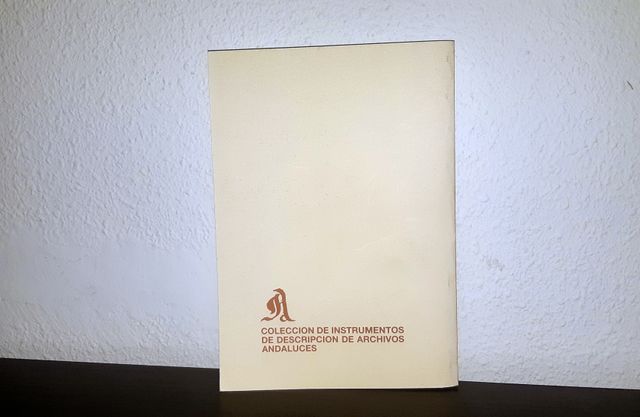 A
COLECCION DE INSTRUMENTOS
DE DESCRIPCION DE ARCHIVOS
ANDALUCES